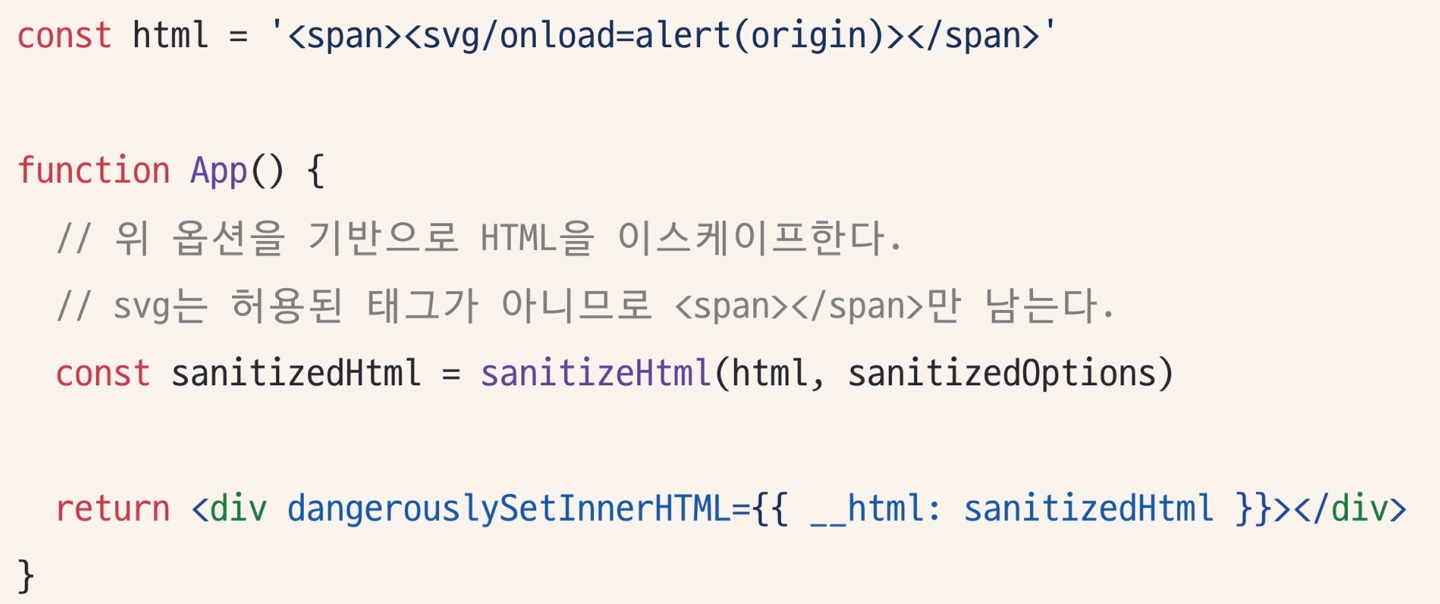 const html = '<span><svg/onload=alert(origin)></span>'
function App() {
// 위 옵션을 기반으로 HTML을 이스케이프한다.
// svg는 허용된 태그가 아니므로 <span></span>만 남는다.
const sanitizedHtml = sanitizeHtml(html, sanitizedOptions)
return <div dangerouslySetInnerHTML={{ __html: sanitizedHtml }}></div>
}